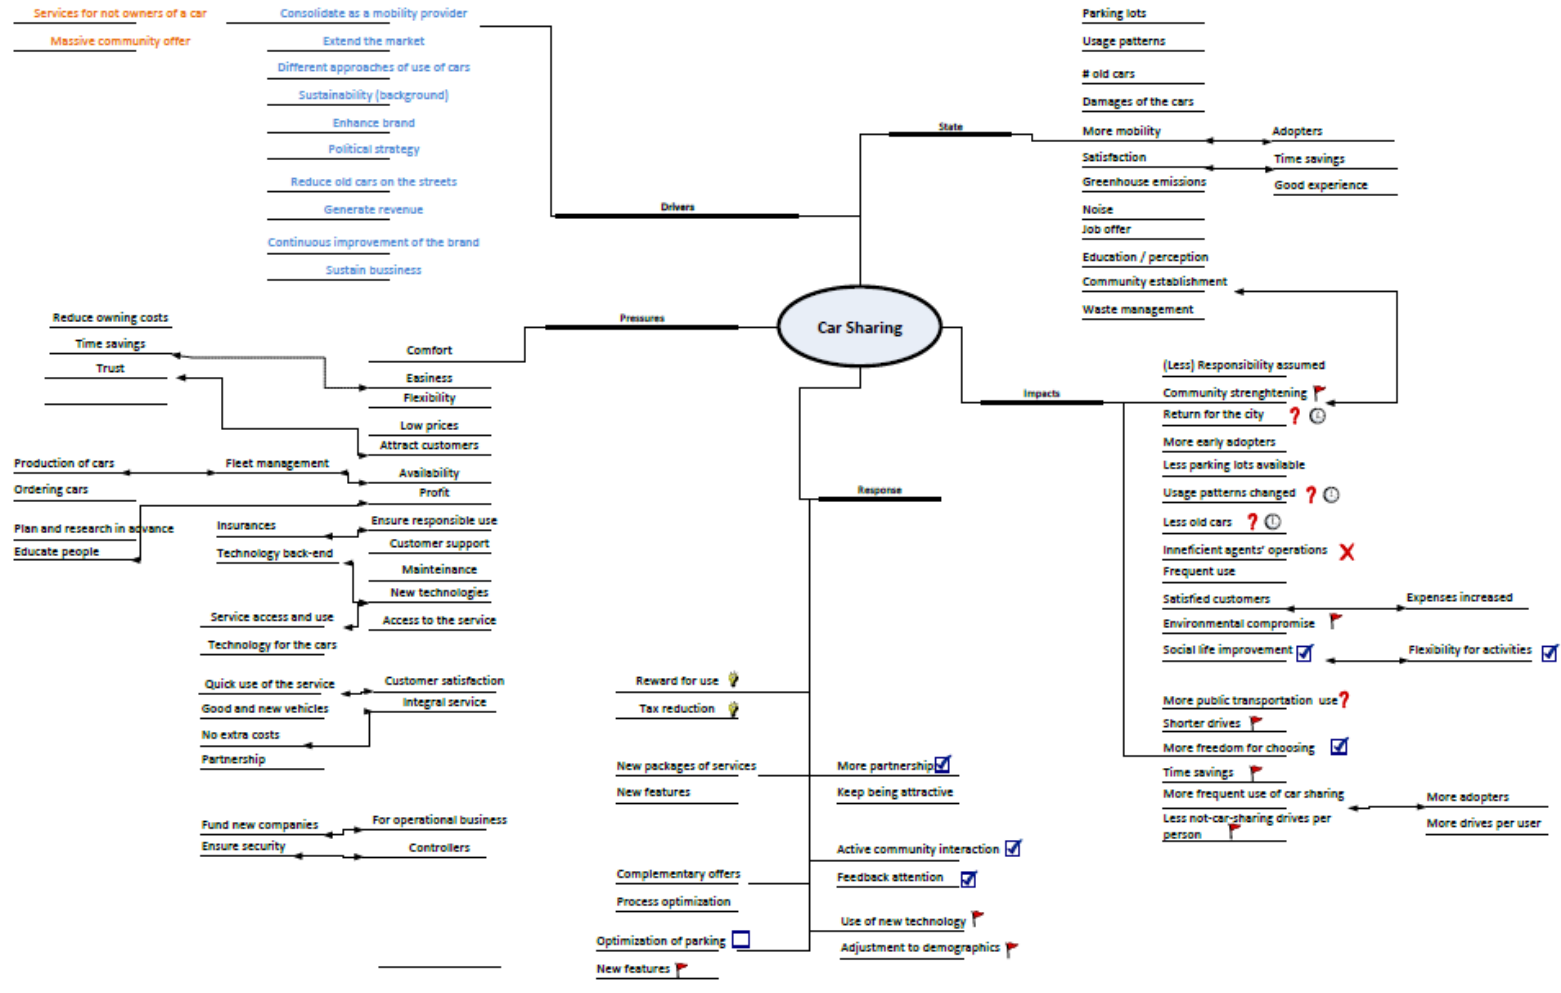 Services for not owners of a car
Massive community offer
Consolidate as a mobility provider
Extend the market
Different approaches of use of cars
Sustainability (background)
Enhance brand
Political strategy
Reduce old cars on the streets
Generate revenue
Continuous improvement of the brand
Sustain bussiness
Drivers
State
Parking lots
Usage patterns
# old cars
Damages of the cars
More mobility
Satisfaction
Greenhouse emissions
Noise
Job offer
Education / perception
Community establishment
Waste management
Adopters
Time savings
Good experience
Car Sharing
Pressures
Comfort
Easiness
Flexibility
Low prices
Attract customers
Availability
Profit
Ensure responsible use
Customer support
Mainteinance
New technologies
Access to the service
Customer satisfaction
Integral service
For operational business
Controllers
Reduce owning costs
Time savings
Trust
Fleet management
Production of cars
Ordering cars
Plan and research in advance
Educate people
Insurances
Technology back-end
Service access and use
Technology for the cars
Quick use of the service
Good and new vehicles
No extra costs
Partnership
Fund new companies
Ensure security
Impacts
(Less) Responsibility assumed
Community strenghtening
Return for the city ?
More early adopters
Less parking lots available
Usage patterns changed ?
Less old cars ?
Inneficient agents' operations
Frequent use
Satisfied customers
Expenses increased
Environmental compromise
Social life improvement
Flexibility for activities
More public transportation use?
Shorter drives
More freedom for choosing
Time savings
More frequent use of car sharing
Less not-car-sharing drives per
person
More adopters
More drives per user
Response
Reward for use
Tax reduction
New packages of services
New features
More partnership
Keep being attractive
Active community interaction
Feedback attention
Complementary offers
Process optimization
Use of new technology
Adjustment to demographics
Optimization of parking
New features